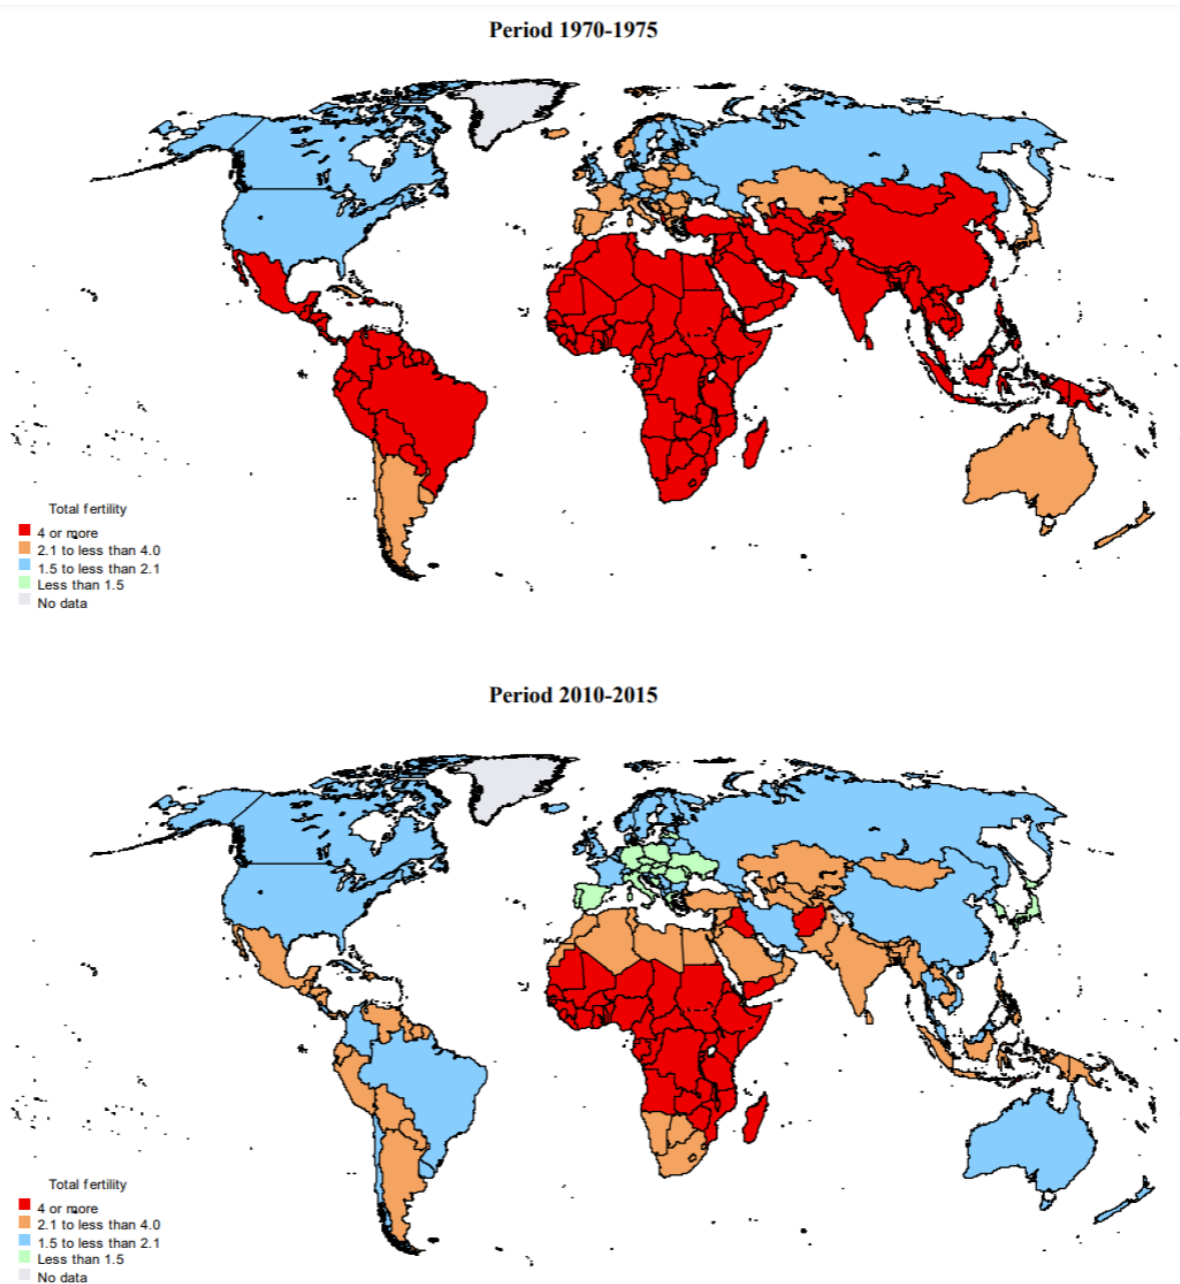 Period 1970-1975
Total fertility
4 or more
2.1 to less than 4.0
1.5 to less than 2.1
Less than 1.5
No data
Period 2010-2015
Total fertility
4 or more
2.1 to less than 4.0
1.5 to less than 2.1
Less than 1.5
No data